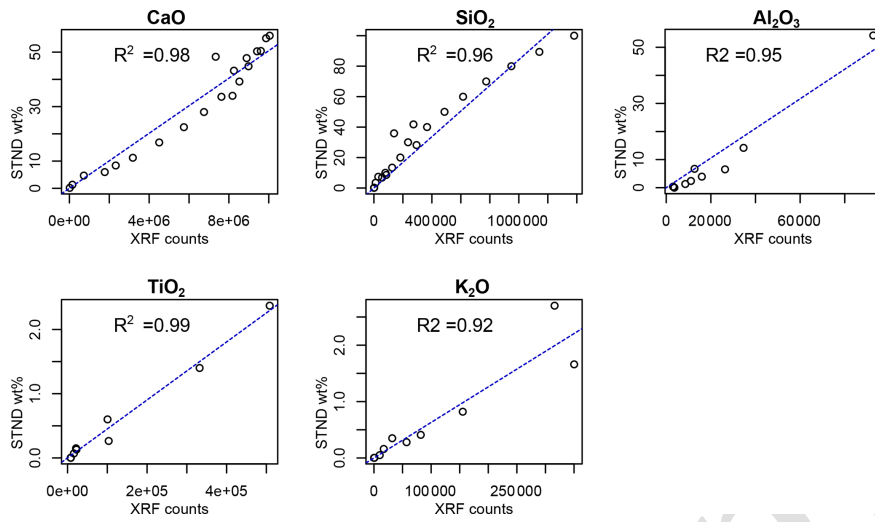 CaO
R² =0.98
STND wt%
0 10 30 50
0e+00 4e+06 8e+06
XRF counts
SiO₂
R² =0.96
STND wt%
0 20 40 60 80
0 400000 1000000
XRF counts
Al₂O₃
R2 =0.95
STND wt%
0 10 30 50
0 20000 60000
XRF counts
TiO₂
R² =0.99
STND wt%
0.0 1.0 2.0
0e+00 2e+05 4e+05
XRF counts
K₂O
R2 =0.92
STND wt%
0.0 1.0 2.0
0 100000 250000
XRF counts